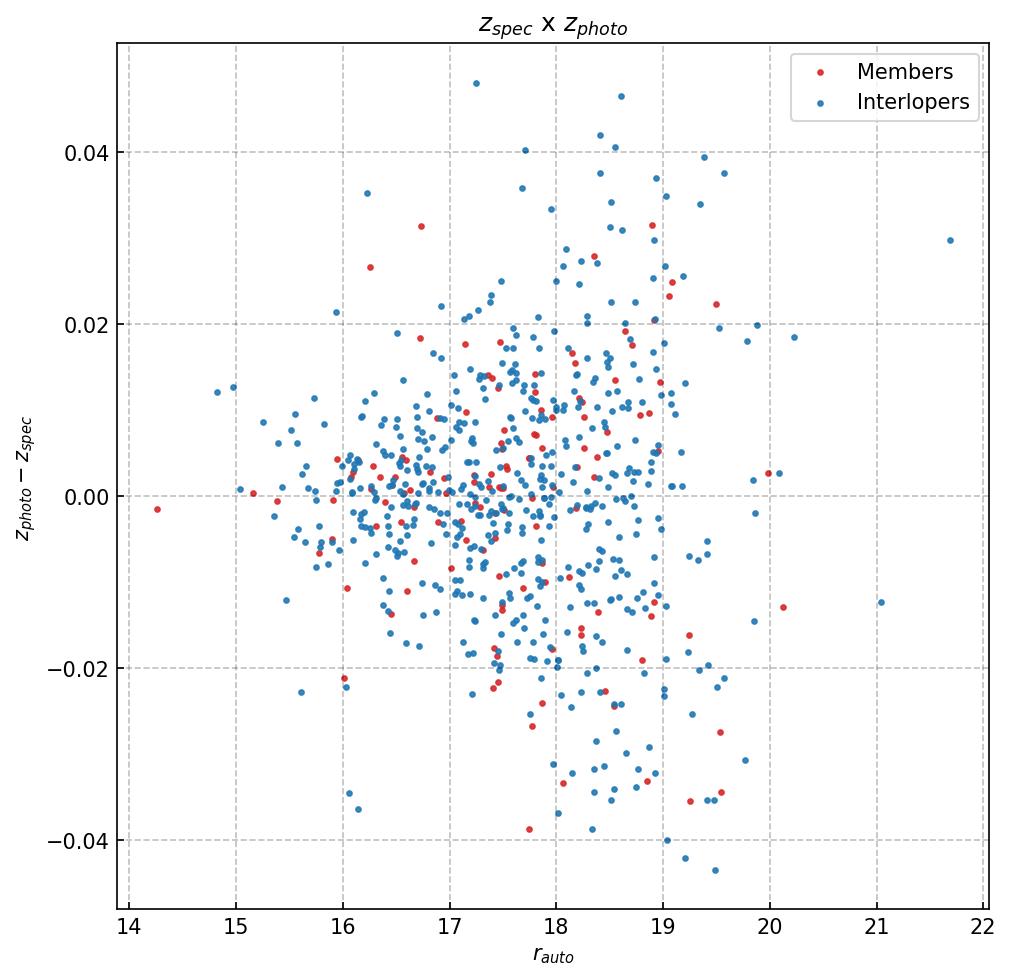 z_spec x z_photo
Members
Interlopers
z_photo − z_spec
0.04
0.02
0.00
−0.02
−0.04
14 15 16 17 18 19 20 21 22
r_auto